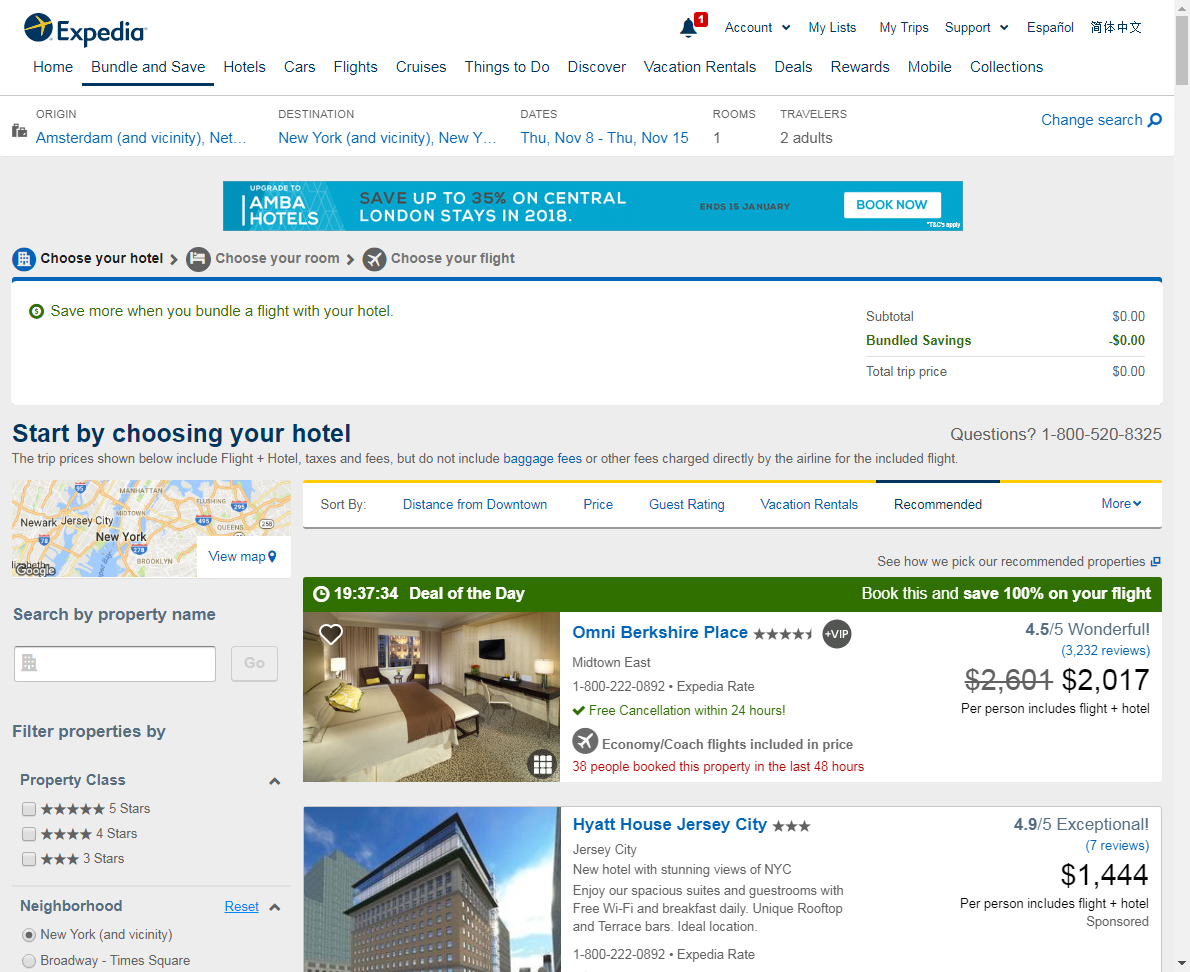 Expedia
1
Account
My Lists
My Trips
Support
Español
简体中文
Home
Bundle and Save
Hotels
Cars
Flights
Cruises
Things to Do
Discover
Vacation Rentals
Deals
Rewards
Mobile
Collections
ORIGIN
Amsterdam (and vicinity), Net…
DESTINATION
New York (and vicinity), New Y…
DATES
Thu, Nov 8 - Thu, Nov 15
ROOMS
1
TRAVELERS
2 adults
Change search
UPGRADE TO
AMBA
HOTELS
SAVE UP TO 35% ON CENTRAL
LONDON STAYS IN 2018.
ENDS 15 JANUARY
BOOK NOW
*T&C's apply
Choose your hotel
Choose your room
Choose your flight
Save more when you bundle a flight with your hotel.
Subtotal $0.00
Bundled Savings -$0.00
Total trip price $0.00
Start by choosing your hotel
Questions? 1-800-520-8325
The trip prices shown below include Flight + Hotel, taxes and fees, but do not include baggage fees or other fees charged directly by the airline for the included flight.
MANHATTAN
95
FLUSHING
MIDTOWN
295
Newark
Jersey City
495
QUEENS
258
78
New York
278
BROOKLYN
lizabeth
Google
View map
Sort By:
Distance from Downtown
Price
Guest Rating
Vacation Rentals
Recommended
More
See how we pick our recommended properties
Search by property name
Go
Filter properties by
Property Class
5 Stars
4 Stars
3 Stars
Neighborhood
Reset
New York (and vicinity)
Broadway - Times Square
19:37:34 Deal of the Day
Book this and save 100% on your flight
Omni Berkshire Place
+VIP
Midtown East
1-800-222-0892 • Expedia Rate
Free Cancellation within 24 hours!
Economy/Coach flights included in price
38 people booked this property in the last 48 hours
4.5/5 Wonderful!
(3,232 reviews)
$2,601 $2,017
Per person includes flight + hotel
Hyatt House Jersey City
Jersey City
New hotel with stunning views of NYC
Enjoy our spacious suites and guestrooms with
Free Wi-Fi and breakfast daily. Unique Rooftop
and Terrace bars. Ideal location.
1-800-222-0892 • Expedia Rate
4.9/5 Exceptional!
(7 reviews)
$1,444
Per person includes flight + hotel
Sponsored